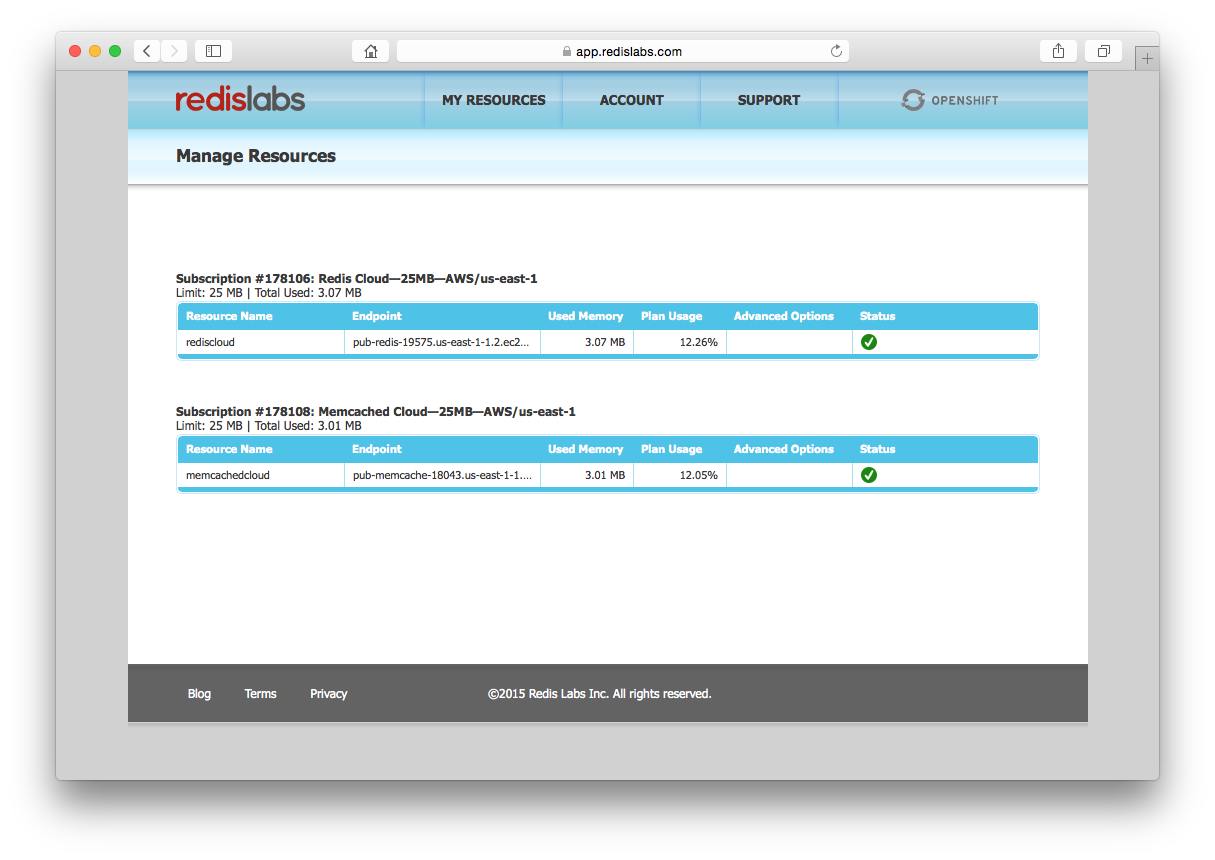 app.redislabs.com
redislabs MY RESOURCES ACCOUNT SUPPORT OPENSHIFT
Manage Resources
Subscription #178106: Redis Cloud—25MB—AWS/us-east-1
Limit: 25 MB | Total Used: 3.07 MB
Resource Name Endpoint Used Memory Plan Usage Advanced Options Status
rediscloud pub-redis-19575.us-east-1-1.2.ec2... 3.07 MB 12.26%
Subscription #178108: Memcached Cloud—25MB—AWS/us-east-1
Limit: 25 MB | Total Used: 3.01 MB
Resource Name Endpoint Used Memory Plan Usage Advanced Options Status
memcachedcloud pub-memcache-18043.us-east-1-1.... 3.01 MB 12.05%
Blog Terms Privacy ©2015 Redis Labs Inc. All rights reserved.